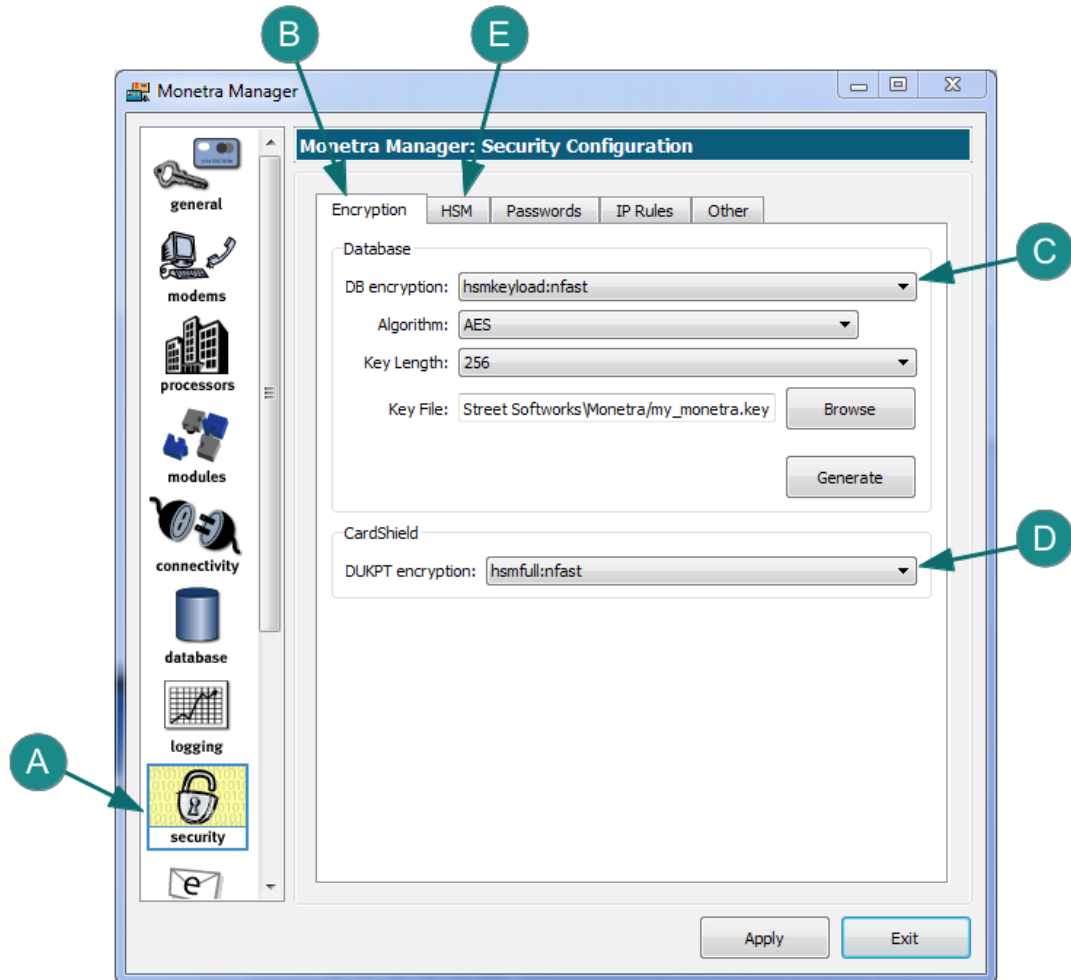 B
E
Monetra Manager
general
modems
processors
modules
connectivity
database
logging
security
e
Monetra Manager: Security Configuration
Encryption HSM Passwords IP Rules Other
Database
DB encryption: hsmkeyload:nfast
C
Algorithm: AES
Key Length: 256
Key File: Street Softworks\Monetra/my_monetra.key Browse
Generate
CardShield
DUKPT encryption: hsmfull:nfast
D
A
Apply Exit